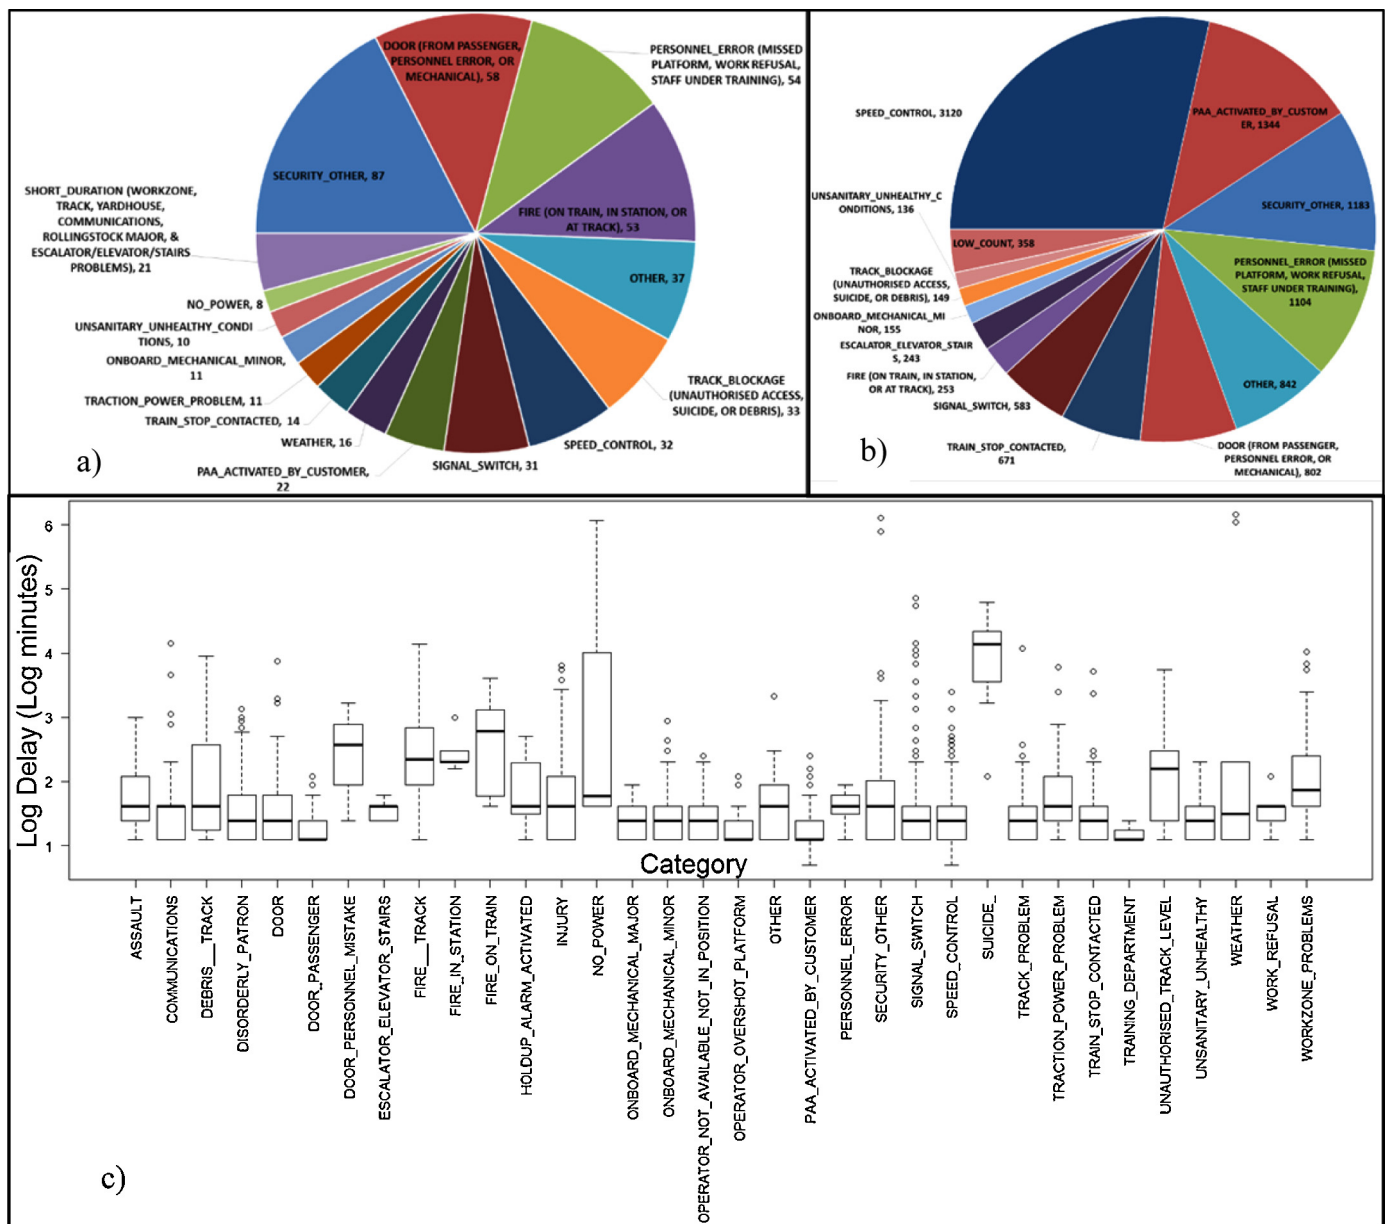 DOOR (FROM PASSENGER,
PERSONNEL ERROR, OR
MECHANICAL), 58
PERSONNEL_ERROR (MISSED
PLATFORM, WORK REFUSAL,
STAFF UNDER TRAINING), 54
SECURITY_OTHER, 87
SHORT_DURATION (WORKZONE,
TRACK, YARDHOUSE,
COMMUNICATIONS,
ROLLINGSTOCK MAJOR, &
ESCALATOR/ELEVATOR/STAIRS
PROBLEMS), 21
FIRE (ON TRAIN, IN STATION, OR
AT TRACK), 53
OTHER, 37
NO_POWER, 8
UNSANITARY_UNHEALTHY_CONDI
TIONS, 10
ONBOARD_MECHANICAL_MINOR,
11
TRACTION_POWER_PROBLEM, 11
TRAIN_STOP_CONTACTED, 14
WEATHER, 16
PAA_ACTIVATED_BY_CUSTOMER,
22
SIGNAL_SWITCH, 31
SPEED_CONTROL, 32
TRACK_BLOCKAGE
(UNAUTHORISED ACCESS,
SUICIDE, OR DEBRIS), 33
a)
SPEED_CONTROL, 3120
PAA_ACTIVATED_BY_CUSTOM
ER, 1344
UNSANITARY_UNHEALTHY_C
ONDITIONS, 136
SECURITY_OTHER, 1183
LOW_COUNT, 358
PERSONNEL_ERROR (MISSED
PLATFORM, WORK REFUSAL,
STAFF UNDER TRAINING),
1104
TRACK_BLOCKAGE
(UNAUTHORISED ACCESS,
SUICIDE, OR DEBRIS), 149
ONBOARD_MECHANICAL_MI
NOR, 155
ESCALATOR_ELEVATOR_STAIR
S, 243
FIRE (ON TRAIN, IN STATION,
OR AT TRACK), 253
SIGNAL_SWITCH, 583
OTHER, 842
TRAIN_STOP_CONTACTED,
671
DOOR (FROM PASSENGER,
PERSONNEL ERROR, OR
MECHANICAL), 802
b)
Log Delay (Log minutes)
6
5
4
3
2
1
Category
ASSAULT
COMMUNICATIONS
DEBRIS___TRACK
DISORDERLY_PATRON
DOOR
DOOR_PASSENGER
DOOR_PERSONNEL_MISTAKE
ESCALATOR_ELEVATOR_STAIRS
FIRE___TRACK
FIRE_IN_STATION
FIRE_ON_TRAIN
HOLDUP_ALARM_ACTIVATED
INJURY
NO_POWER
ONBOARD_MECHANICAL_MAJOR
ONBOARD_MECHANICAL_MINOR
OPERATOR_NOT_AVAILABLE_NOT_IN_POSITION
OPERATOR_OVERSHOT_PLATFORM
OTHER
PAA_ACTIVATED_BY_CUSTOMER
PERSONNEL_ERROR
SECURITY_OTHER
SIGNAL_SWITCH
SPEED_CONTROL
SUICIDE_
TRACK_PROBLEM
TRACTION_POWER_PROBLEM
TRAIN_STOP_CONTACTED
TRAINING_DEPARTMENT
UNAUTHORISED_TRACK_LEVEL
UNSANITARY_UNHEALTHY
WEATHER
WORK_REFUSAL
WORKZONE_PROBLEMS
c)